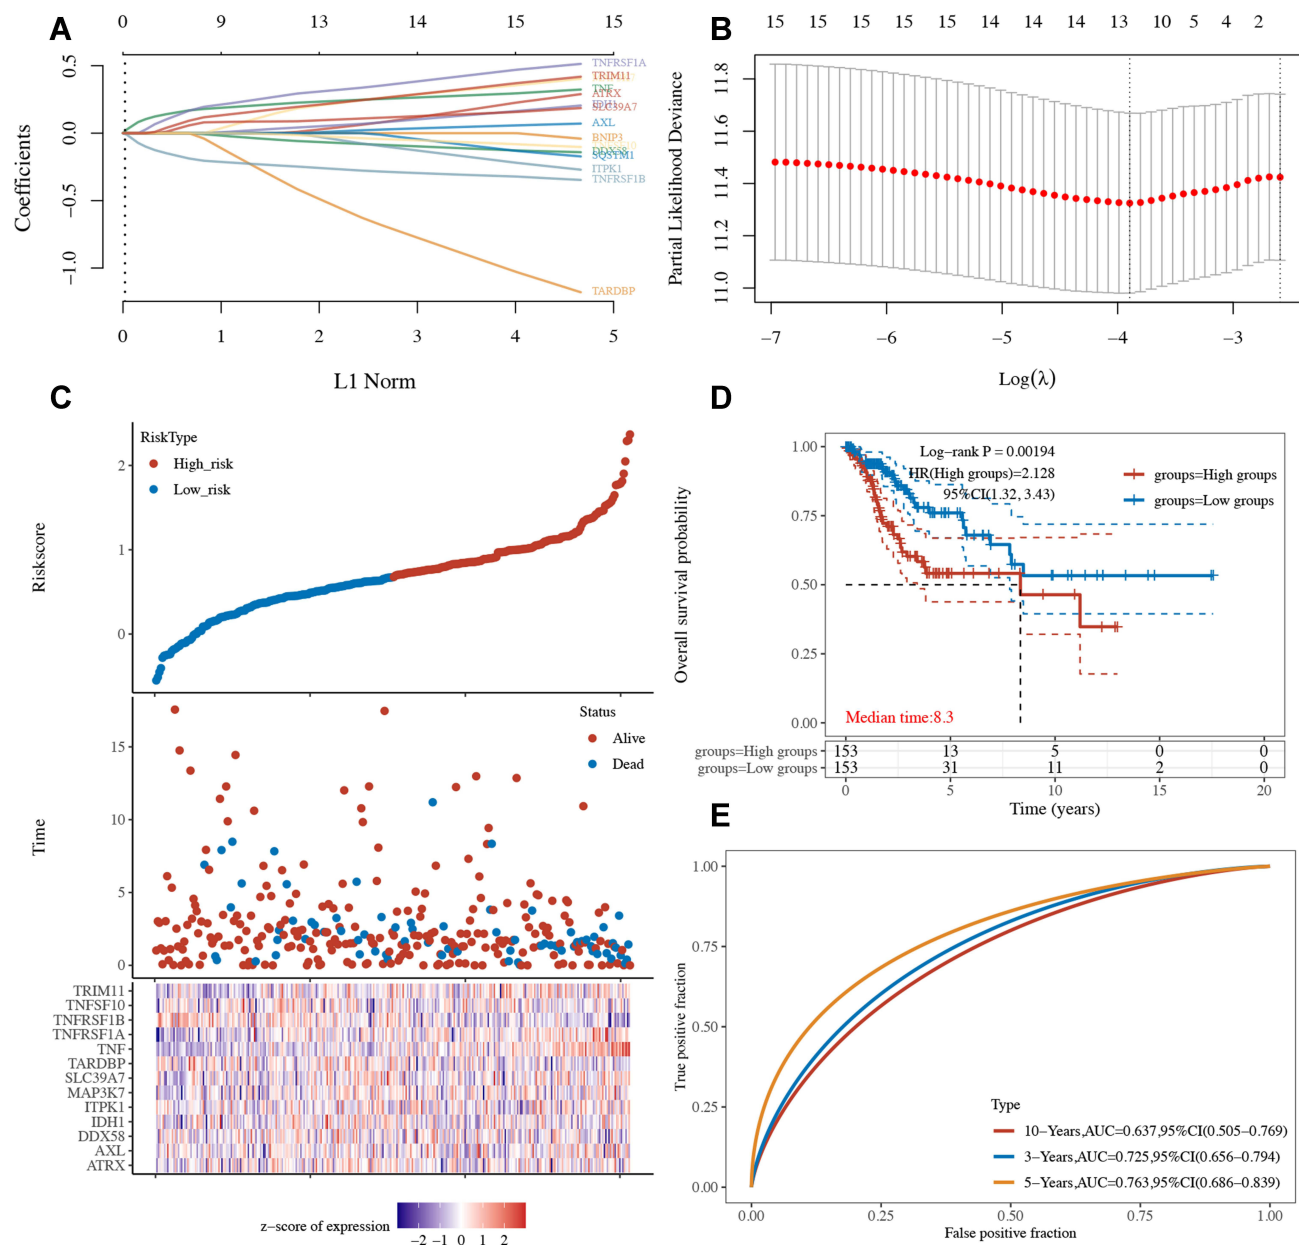 A
0 9 13 14 15 15
Coefficients
0.5
0.0
−0.5
−1.0
TNFRSF1A
TRIM11
TNF
ATRX
IDH1
SLC39A7
AXL
BNIP3
DDX58
SQSTM1
ITPK1
TNFRSF1B
TARDBP
0 1 2 3 4 5
L1 Norm
B
15 15 15 15 15 14 14 14 13 10 5 4 2
Partial Likelihood Deviance
11.8
11.6
11.4
11.2
11.0
−7 −6 −5 −4 −3
Log(λ)
C
RiskType
High_risk
Low_risk
Riskscore
2
1
0
Status
Alive
Dead
Time
15
10
5
0
TRIM11
TNFSF10
TNFRSF1B
TNFRSF1A
TNF
TARDBP
SLC39A7
MAP3K7
ITPK1
IDH1
DDX58
AXL
ATRX
z−score of expression
−2 −1 0 1 2
D
Overall survival probability
1.00
0.75
0.50
0.25
0.00
Log−rank P = 0.00194
HR(High groups)=2.128
95%CI(1.32, 3.43)
groups=High groups
groups=Low groups
Median time:8.3
groups=High groups 153 13 5 0 0
groups=Low groups 153 31 11 2 0
0 5 10 15 20
Time (years)
E
True positive fraction
1.00
0.75
0.50
0.25
0.00
Type
10−Years,AUC=0.637,95%CI(0.505−0.769)
3−Years,AUC=0.725,95%CI(0.656−0.794)
5−Years,AUC=0.763,95%CI(0.686−0.839)
0.00 0.25 0.50 0.75 1.00
False positive fraction